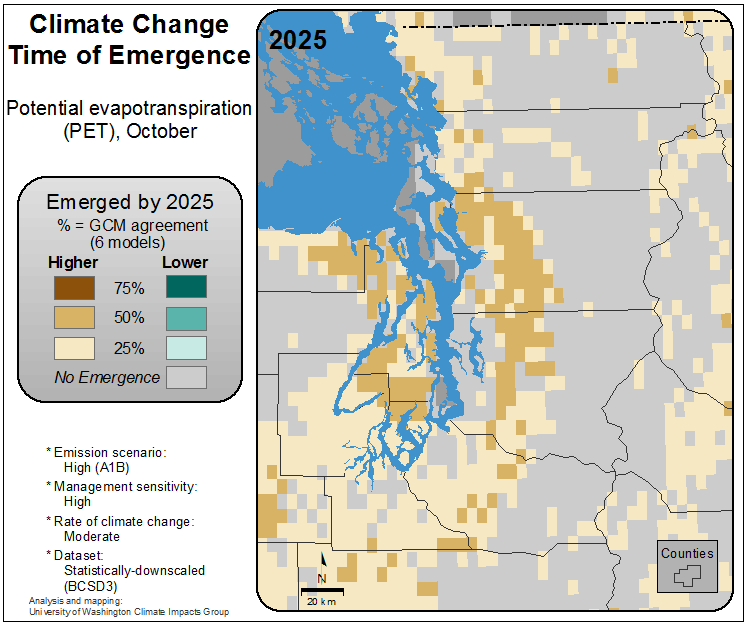 Climate Change
Time of Emergence
Potential evapotranspiration
(PET), October
Emerged by 2025
% = GCM agreement
(6 models)
Higher Lower
75%
50%
25%
No Emergence
* Emission scenario:
High (A1B)
* Management sensitivity:
High
* Rate of climate change:
Moderate
* Dataset:
Statistically-downscaled
(BCSD3)
Analysis and mapping:
University of Washington Climate Impacts Group
2025
N
20 km
Counties